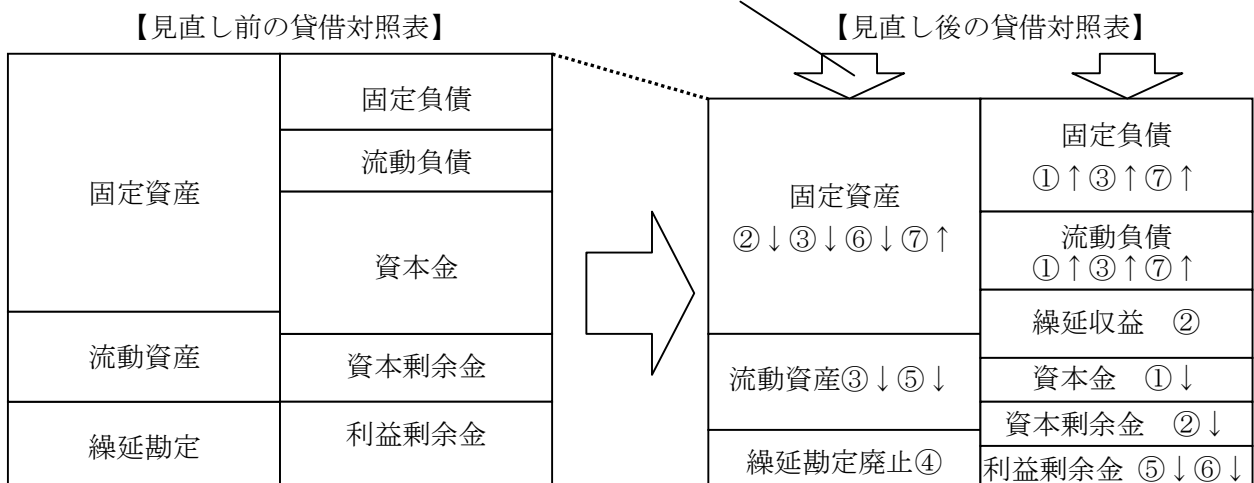 【見直し前の貸借対照表】
固定資産
流動資産
繰延勘定
固定負債
流動負債
資本金
資本剰余金
利益剰余金
【見直し後の貸借対照表】
固定資産
②↓③↓⑥↓⑦↑
流動資産③↓⑤↓
繰延勘定廃止④
固定負債
①↑③↑⑦↑
流動負債
①↑③↑⑦↑
繰延収益 ②
資本金 ①↓
資本剰余金 ②↓
利益剰余金 ⑤↓⑥↓